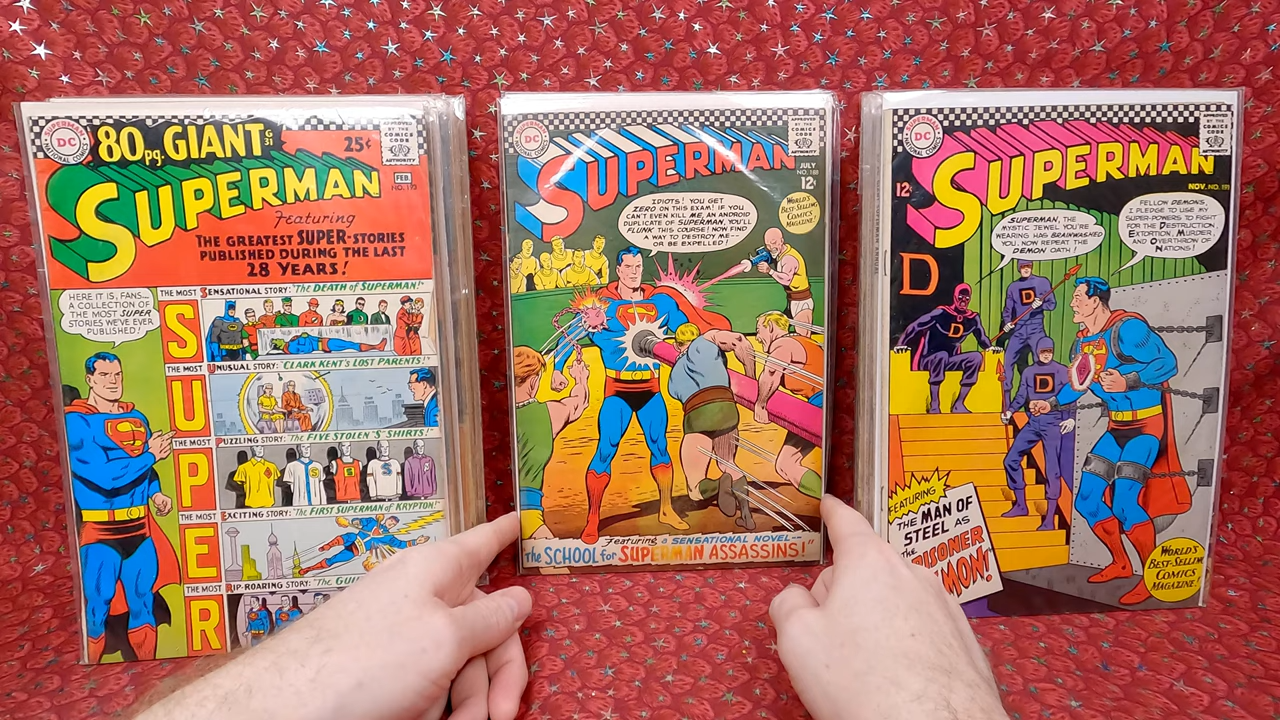 SUPERMAN
DC
NATIONAL COMICS
80pg. GIANT
G
31
25¢
APPROVED
BY THE
COMICS
CODE
AUTHORITY
FEB.
NO. 193
SUPERMAN
Featuring
THE GREATEST SUPER-STORIES
PUBLISHED DURING THE LAST
28 YEARS!
HERE IT IS, FANS...
A COLLECTION OF
THE MOST SUPER
STORIES WE'VE EVER
PUBLISHED!
THE MOST SENSATIONAL STORY: "The DEATH of SUPERMAN!"
THE MOST UNUSUAL STORY: "CLARK KENT'S LOST PARENTS!"
THE MOST PUZZLING STORY: "The FIVE STOLEN 'S' SHIRTS!"
THE MOST EXCITING STORY: "The FIRST SUPERMAN OF KRYPTON!"
THE MOST RIP-ROARING STORY: "The
S
U
P
E
R
DC
APPROVED
BY THE
COMICS
CODE
AUTHORITY
SUPERMAN
JULY
NO. 188
12¢
WORLD'S
BEST-SELLING
COMICS
MAGAZINE!
IDIOTS! YOU GET
ZERO ON THIS EXAM! IF YOU
CAN'T EVEN KILL ME, AN ANDROID
DUPLICATE OF SUPERMAN, YOU'LL
FLUNK THIS COURSE! NOW FIND
A WAY TO DESTROY ME--
OR BE EXPELLED!
Featuring a SENSATIONAL NOVEL--
"The SCHOOL for SUPERMAN ASSASSINS!"
SUPERMAN
DC
NATIONAL COMICS
APPROVED
BY THE
COMICS
CODE
AUTHORITY
SUPERMAN
12¢
NOV. NO. 191
SUPERMAN, THE
MYSTIC JEWEL YOU'RE
WEARING HAS BRAINWASHED
YOU. NOW REPEAT THE
DEMON OATH!
FELLOW DEMONS,
I PLEDGE TO USE MY
SUPER-POWERS TO FIGHT
FOR THE DESTRUCTION,
EXTORTION, MURDER,
AND OVERTHROW OF
NATIONS!
D
D
D
D
FEATURING
THE MAN OF
STEEL AS
THE
WORLD'S
BEST-SELLING
COMICS
MAGAZINE!